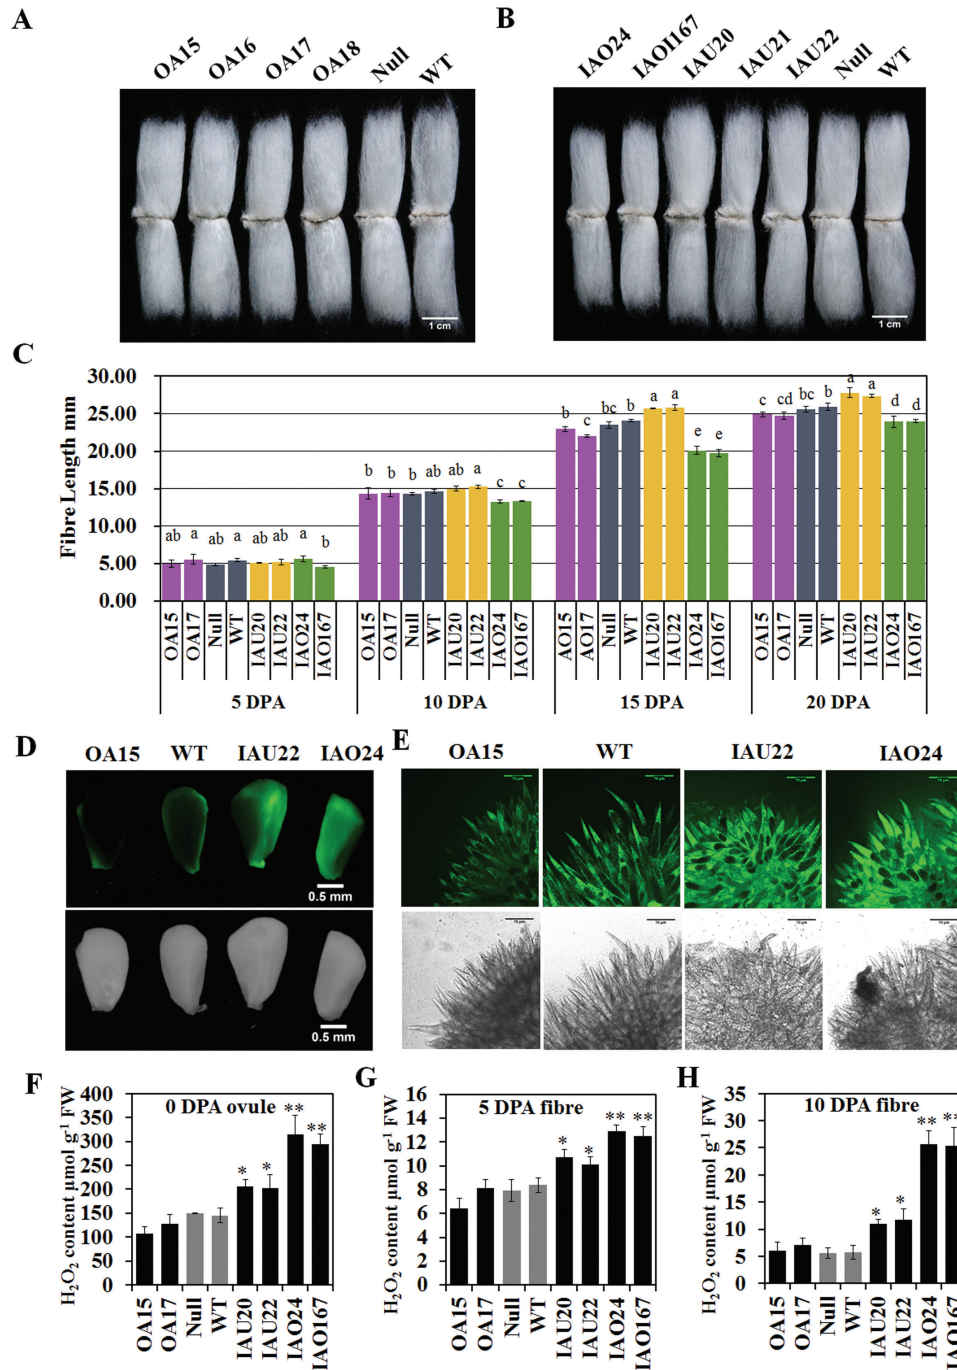 A
OA15 OA16 OA17 OA18 Null WT
1 cm
B
IAO24 IAOI167 IAU20 IAU21 IAU22 Null WT
1 cm
C
Fibre Length mm
30.00
25.00
20.00
15.00
10.00
5.00
0.00
ab a ab a ab ab a b
b b b ab ab a c c
b c bc b a a e e
c cd bc b a a d d
OA15 OA17 Null WT IAU20 IAU22 IAO24 IAO167
OA15 OA17 Null WT IAU20 IAU22 IAO24 IAO167
AO15 AO17 Null WT IAU20 IAU22 IAO24 IAO167
OA15 OA17 Null WT IAU20 IAU22 IAO24 IAO167
5 DPA 10 DPA 15 DPA 20 DPA
D
OA15 WT IAU22 IAO24
0.5 mm
0.5 mm
E
OA15 WT IAU22 IAO24
F
0 DPA ovule
H₂O₂ content µmol g⁻¹ FW
400
350
300
250
200
150
100
50
0
* * ** **
OA15 OA17 Null WT IAU20 IAU22 IAO24 IAO167
G
5 DPA fibre
H₂O₂ content µmol g⁻¹ FW
16
14
12
10
8
6
4
2
0
* * ** **
OA15 OA17 Null WT IAU20 IAU22 IAO24 IAO167
H
10 DPA fibre
H₂O₂ content µmol g⁻¹ FW
35
30
25
20
15
10
5
0
* * ** **
OA15 OA17 Null WT IAU20 IAU22 IAO24 IAO167